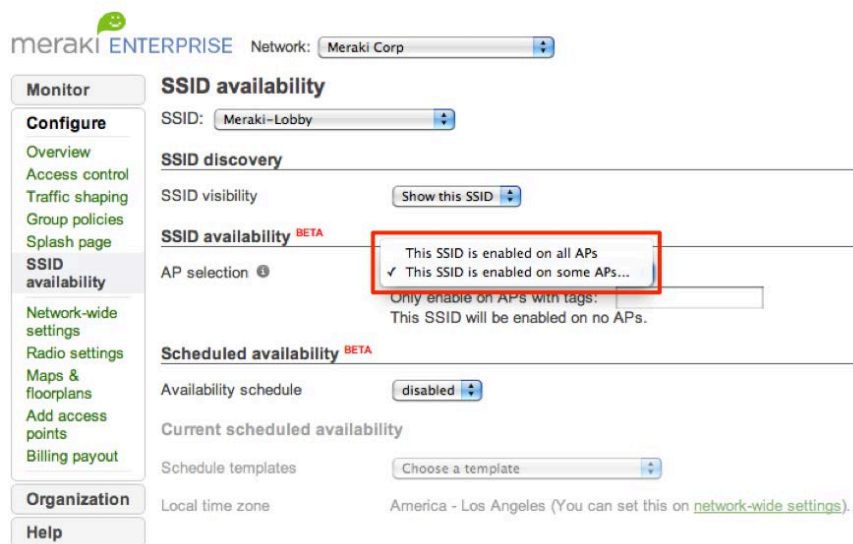 meraki ENTERPRISE Network: Meraki Corp
Monitor
Configure
Overview
Access control
Traffic shaping
Group policies
Splash page
SSID
availability
Network-wide
settings
Radio settings
Maps &
floorplans
Add access
points
Billing payout
Organization
Help
SSID availability
SSID: Meraki-Lobby
SSID discovery
SSID visibility Show this SSID
SSID availability BETA
This SSID is enabled on all APs
AP selection i ✓ This SSID is enabled on some APs...
Only enable on APs with tags:
This SSID will be enabled on no APs.
Scheduled availability BETA
Availability schedule disabled
Current scheduled availability
Schedule templates Choose a template
Local time zone America - Los Angeles (You can set this on network-wide settings).